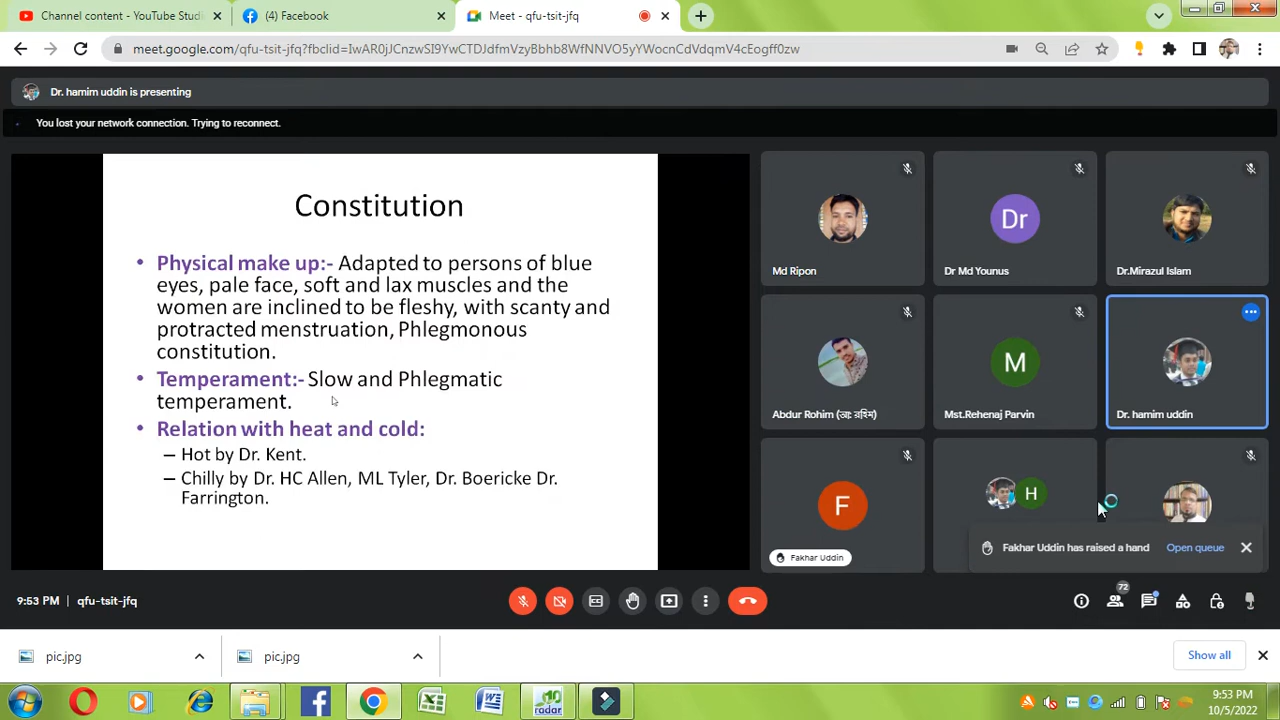 Channel content - YouTube Studi
(4) Facebook
Meet - qfu-tsit-jfq
meet.google.com/qfu-tsit-jfq?fbclid=IwAR0jJCnzwSI9YwCTDJdfmVzyBbhb8WfNNVO5yYWocnCdVdqmV4cEogff0zw
Dr. hamim uddin is presenting
You lost your network connection. Trying to reconnect.
Constitution
• Physical make up:- Adapted to persons of blue
eyes, pale face, soft and lax muscles and the
women are inclined to be fleshy, with scanty and
protracted menstruation, Phlegmonous
constitution.
• Temperament:- Slow and Phlegmatic
temperament.
• Relation with heat and cold:
– Hot by Dr. Kent.
– Chilly by Dr. HC Allen, ML Tyler, Dr. Boericke Dr.
Farrington.
Md Ripon
Dr
Dr Md Younus
Dr.Mirazul Islam
Abdur Rohim (আ: রহিম)
M
Mst.Rehenaj Parvin
Dr. hamim uddin
F
Fakhar Uddin
H
Fakhar Uddin has raised a hand
Open queue
9:53 PM | qfu-tsit-jfq
72
pic.jpg
pic.jpg
Show all
10
radar
9:53 PM
10/5/2022